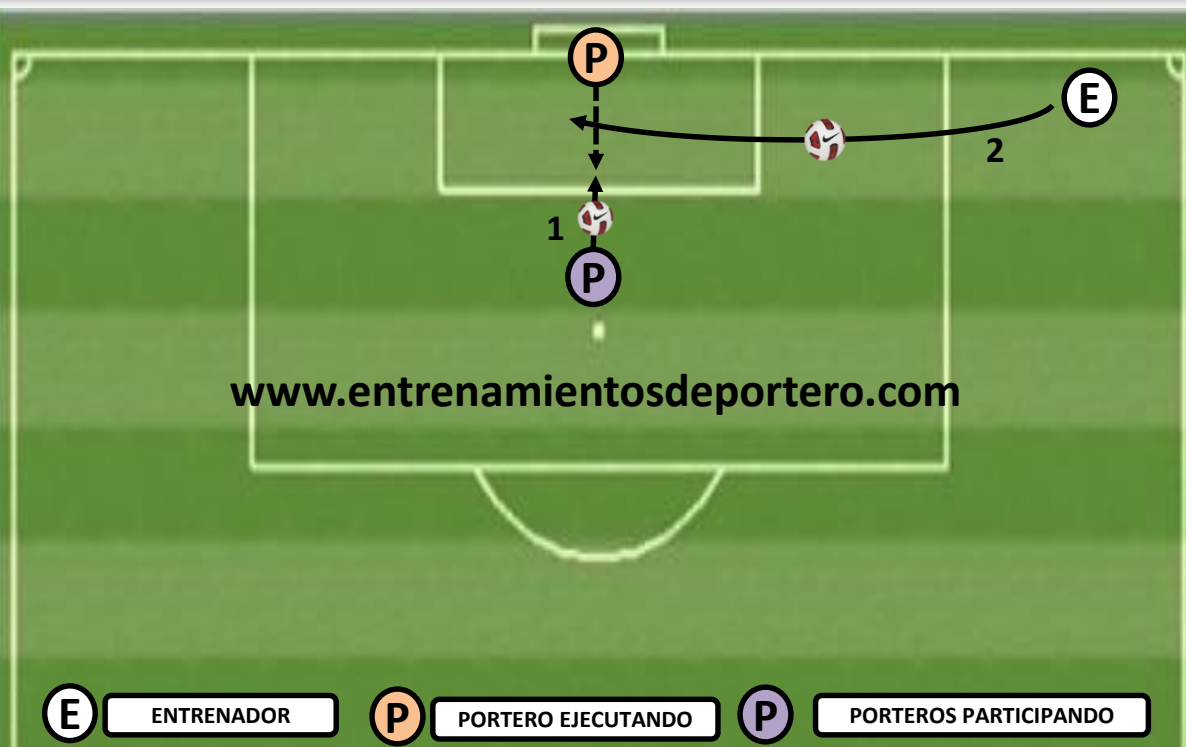 P
E
2
1
P
www.entrenamientosdeportero.com
E ENTRENADOR P PORTERO EJECUTANDO P PORTEROS PARTICIPANDO